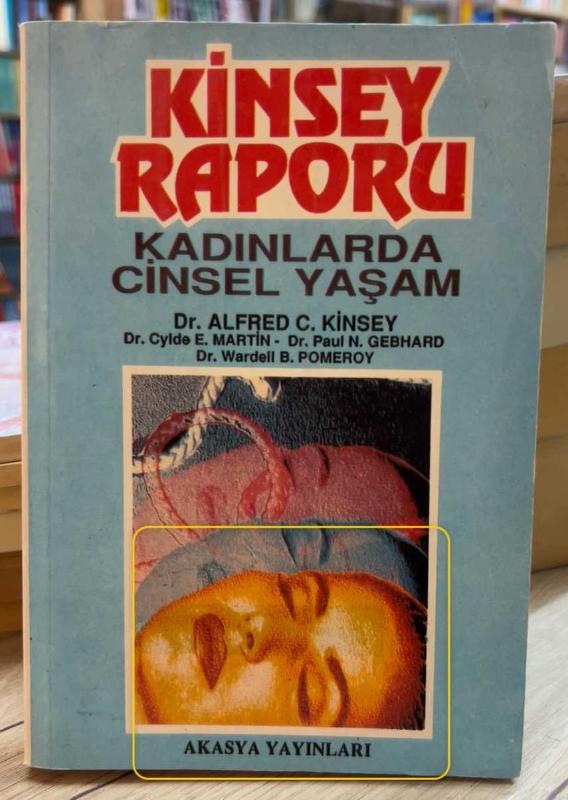 KİNSEY
RAPORU
KADINLARDA
CİNSEL YAŞAM
Dr. ALFRED C. KİNSEY
Dr. Cylde E. MARTİN - Dr. Paul N. GEBHARD
Dr. Wardell B. POMEROY
AKASYA YAYINLARI